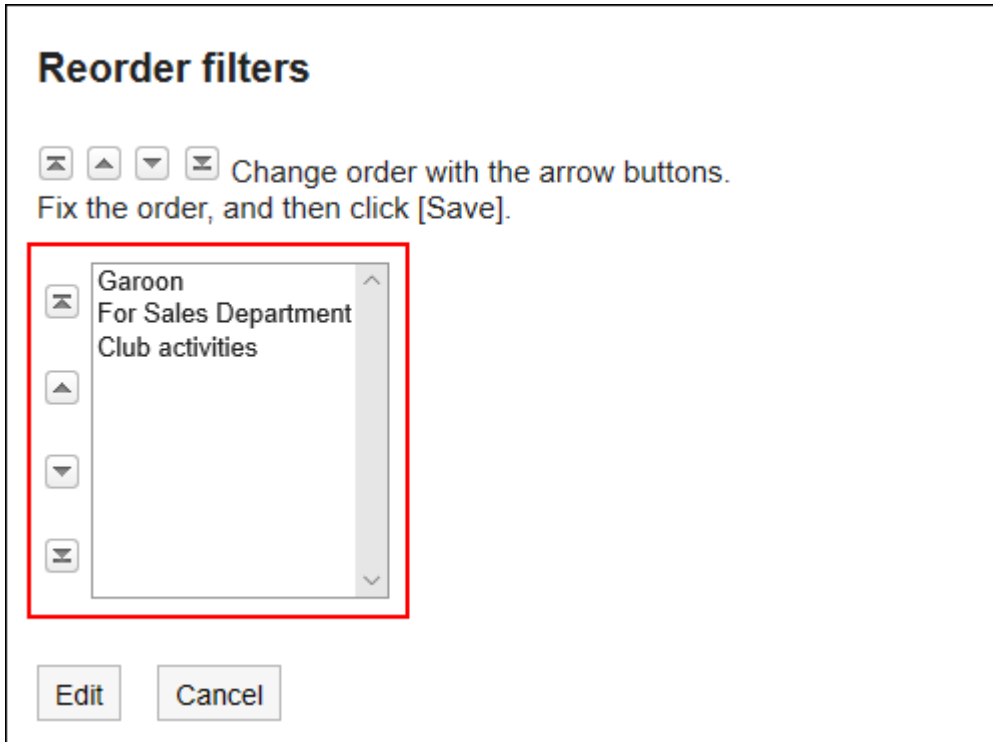 Reorder filters
Change order with the arrow buttons.
Fix the order, and then click [Save].
Garoon
For Sales Department
Club activities
Edit Cancel